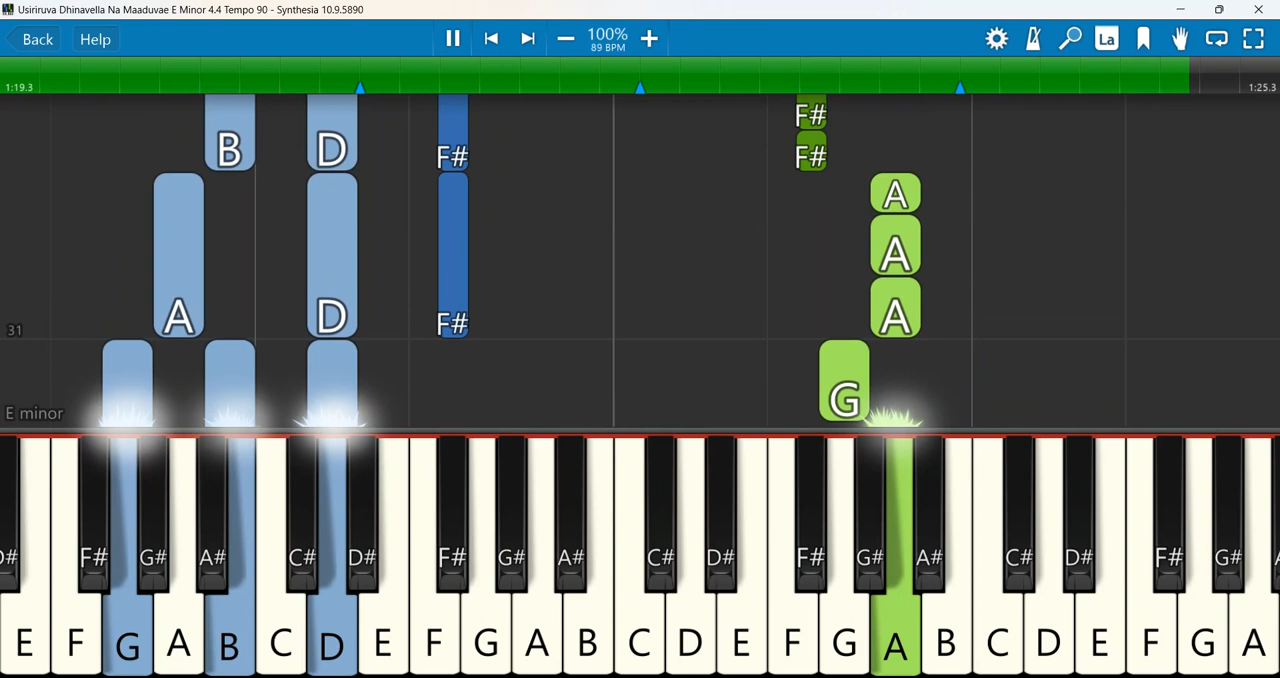 Usiriruva Dhinavella Na Maaduvae E Minor 4.4 Tempo 90 - Synthesia 10.9.5890
Back Help 100% La
89 BPM
1:19.3 1:25.3
F#
B D F# F#
A
A
A D F# A
31
G
E minor
D# F# G# A# C# D# F# G# A# C# D# F# G# A# C# D# F# G# A
E F G A B C D E F G A B C D E F G A B C D E F G A